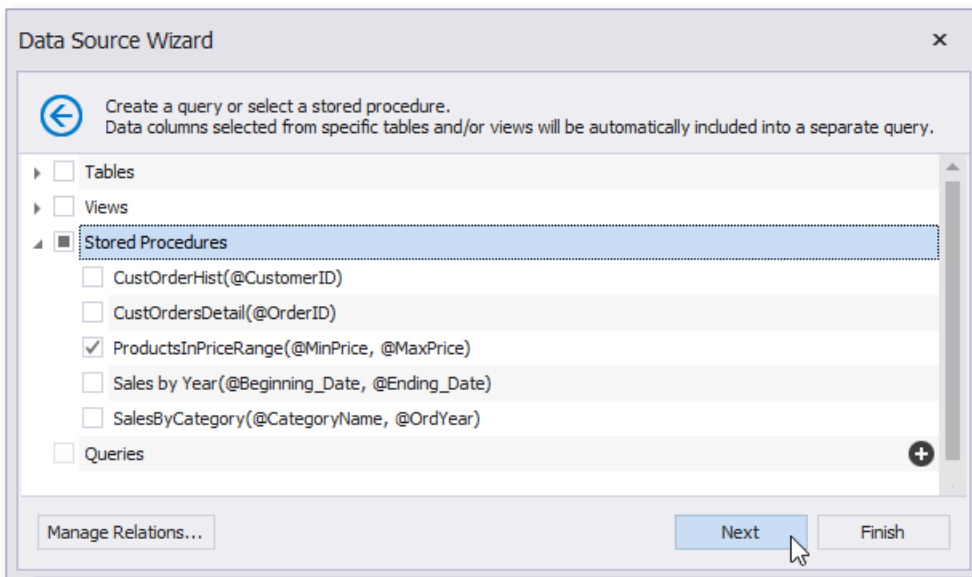 Data Source Wizard
Create a query or select a stored procedure.
Data columns selected from specific tables and/or views will be automatically included into a separate query.
Tables
Views
Stored Procedures
CustOrderHist(@CustomerID)
CustOrdersDetail(@OrderID)
ProductsInPriceRange(@MinPrice, @MaxPrice)
Sales by Year(@Beginning_Date, @Ending_Date)
SalesByCategory(@CategoryName, @OrdYear)
Queries
Manage Relations...
Next
Finish